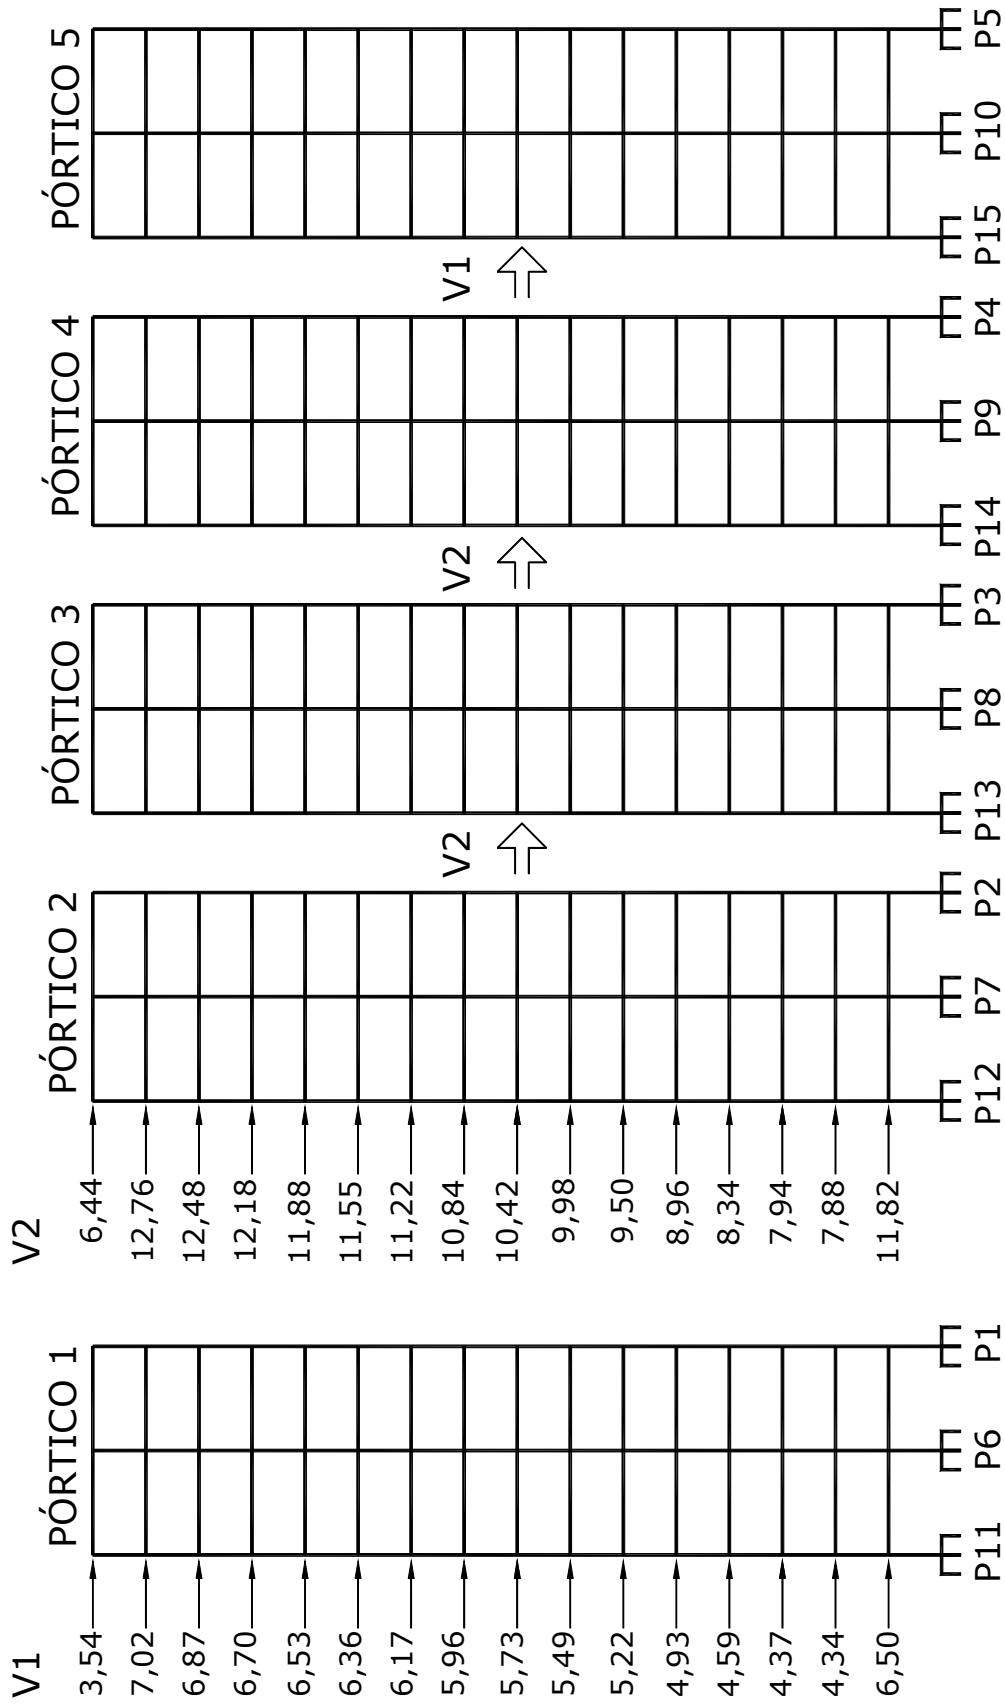 V1
3,54
7,02
6,87
6,70
6,53
6,36
6,17
5,96
5,73
5,49
5,22
4,93
4,59
4,37
4,34
6,50
PÓRTICO 1
P11 P6 P1
V2
6,44
12,76
12,48
12,18
11,88
11,55
11,22
10,84
10,42
9,98
9,50
8,96
8,34
7,94
7,88
11,82
PÓRTICO 2
P12 P7 P2
V2
PÓRTICO 3
P13 P8 P3
V2
PÓRTICO 4
P14 P9 P4
V1
PÓRTICO 5
P15 P10 P5